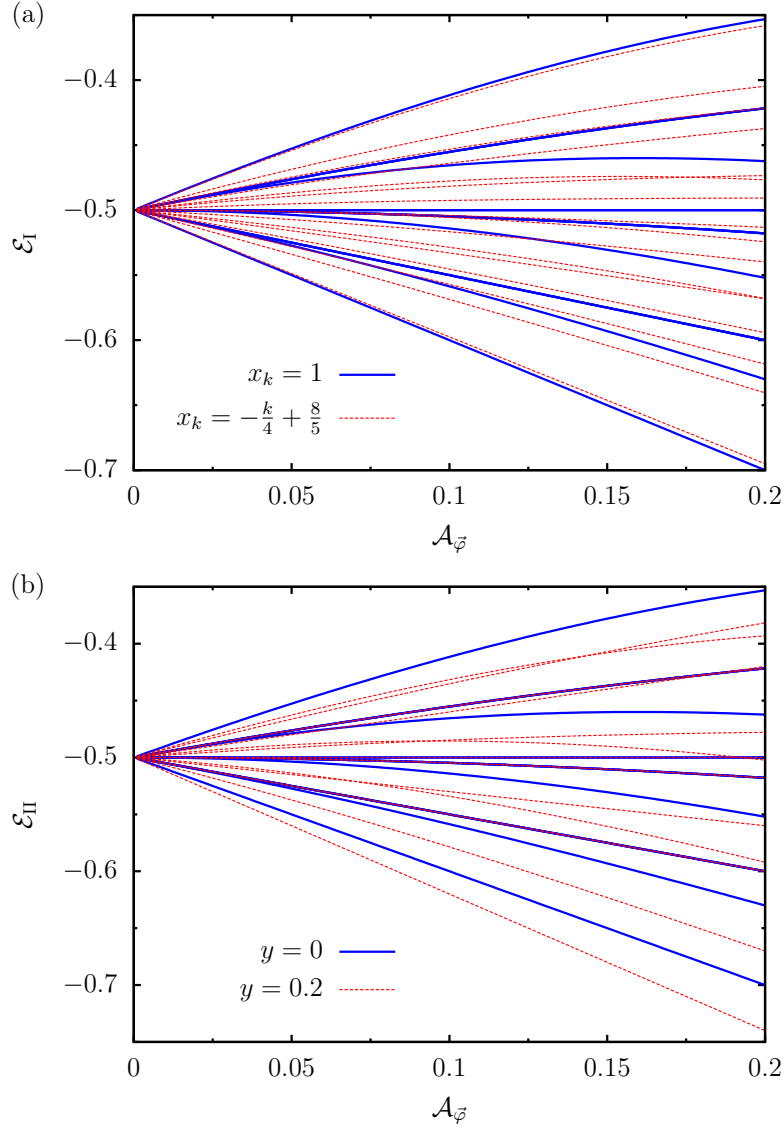 (a)
−0.4
−0.5
−0.6
−0.7
ℰ_I
x_k = 1
x_k = −k/4 + 8/5
0 0.05 0.1 0.15 0.2
𝒜_φ⃗
(b)
−0.4
−0.5
−0.6
−0.7
ℰ_II
y = 0
y = 0.2
0 0.05 0.1 0.15 0.2
𝒜_φ⃗